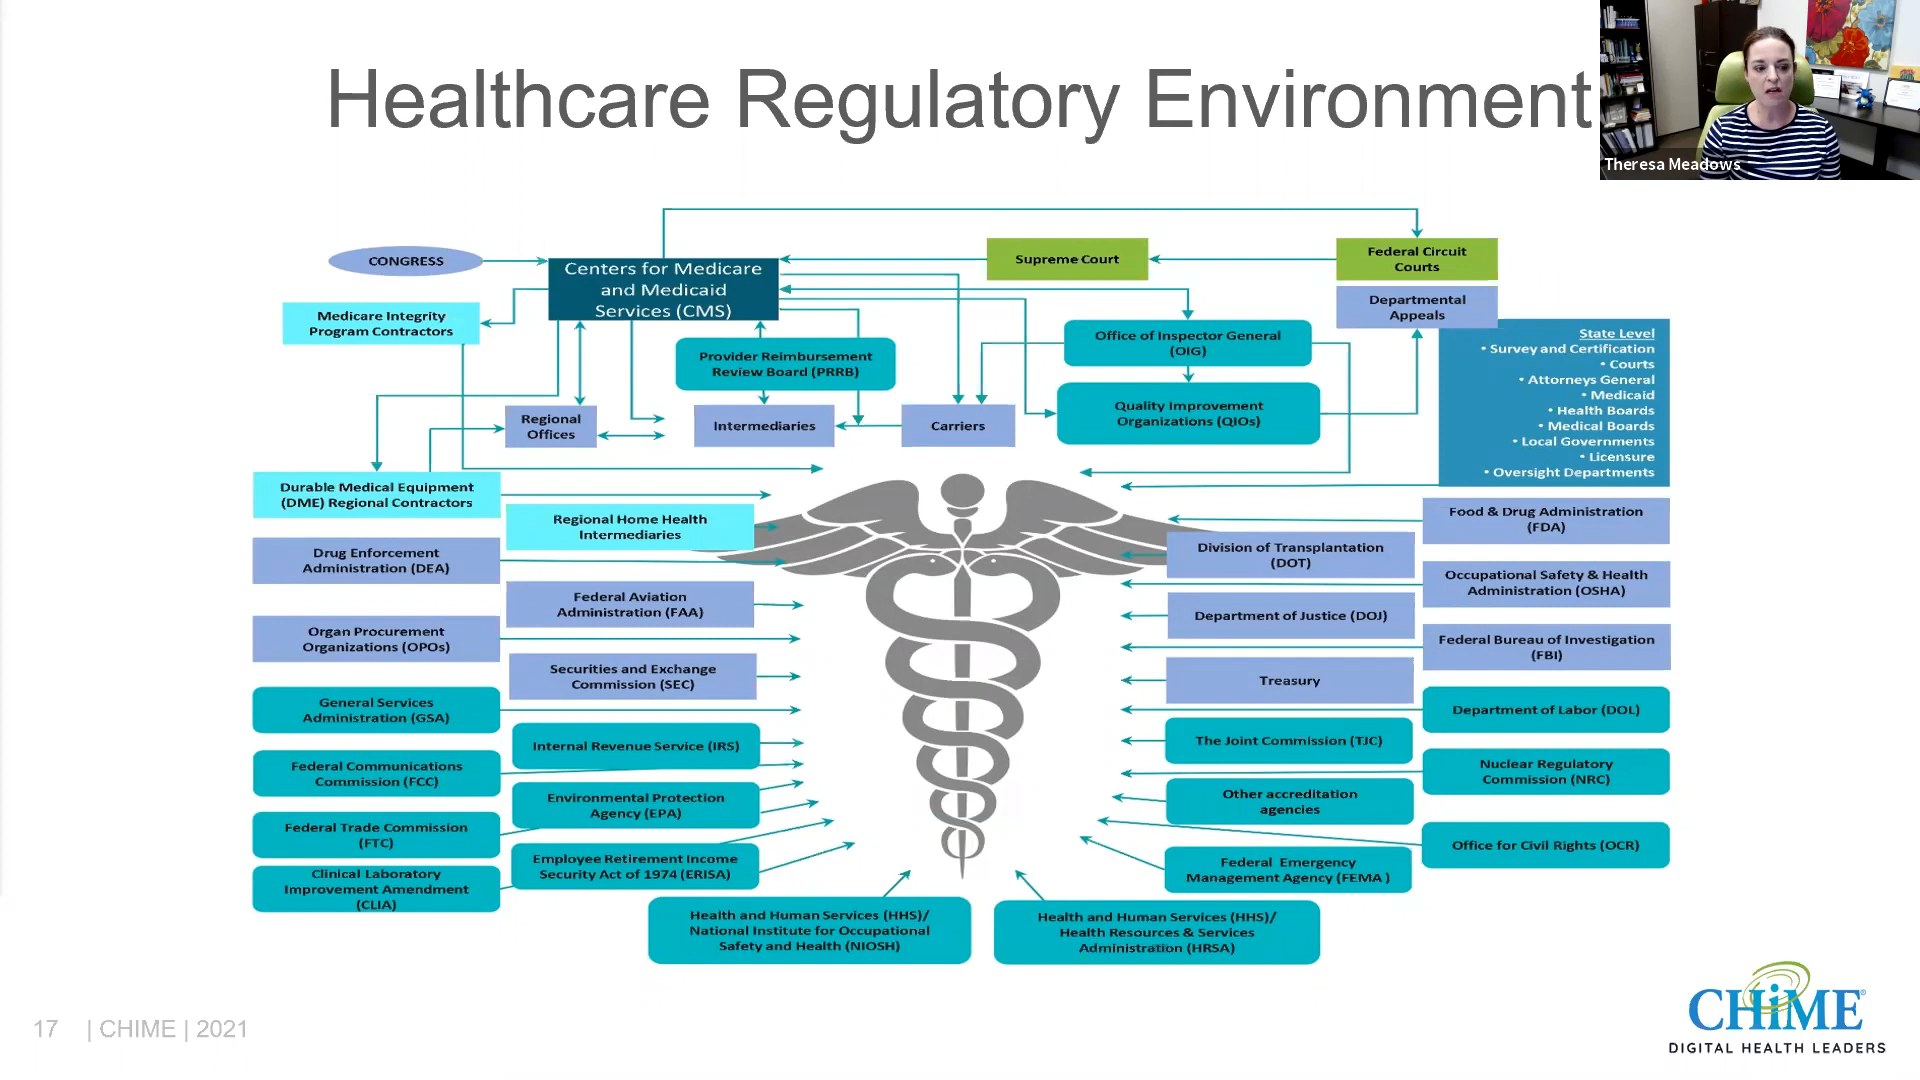 Healthcare Regulatory Environment
Theresa Meadows
CONGRESS
Centers for Medicare
and Medicaid
Services (CMS)
Supreme Court
Federal Circuit
Courts
Departmental
Appeals
Medicare Integrity
Program Contractors
Provider Reimbursement
Review Board (PRRB)
Office of Inspector General
(OIG)
State Level
• Survey and Certification
• Courts
• Attorneys General
• Medicaid
• Health Boards
• Medical Boards
• Local Governments
• Licensure
• Oversight Departments
Regional
Offices
Intermediaries
Carriers
Quality Improvement
Organizations (QIOs)
Durable Medical Equipment
(DME) Regional Contractors
Regional Home Health
Intermediaries
Drug Enforcement
Administration (DEA)
Federal Aviation
Administration (FAA)
Organ Procurement
Organizations (OPOs)
Securities and Exchange
Commission (SEC)
General Services
Administration (GSA)
Internal Revenue Service (IRS)
Federal Communications
Commission (FCC)
Environmental Protection
Agency (EPA)
Federal Trade Commission
(FTC)
Employee Retirement Income
Security Act of 1974 (ERISA)
Clinical Laboratory
Improvement Amendment
(CLIA)
Food & Drug Administration
(FDA)
Division of Transplantation
(DOT)
Occupational Safety & Health
Administration (OSHA)
Department of Justice (DOJ)
Federal Bureau of Investigation
(FBI)
Treasury
Department of Labor (DOL)
The Joint Commission (TJC)
Nuclear Regulatory
Commission (NRC)
Other accreditation
agencies
Office for Civil Rights (OCR)
Federal Emergency
Management Agency (FEMA )
Health and Human Services (HHS)/
National Institute for Occupational
Safety and Health (NIOSH)
Health and Human Services (HHS)/
Health Resources & Services
Administration (HRSA)
17 | CHIME | 2021
CHiME®
DIGITAL HEALTH LEADERS